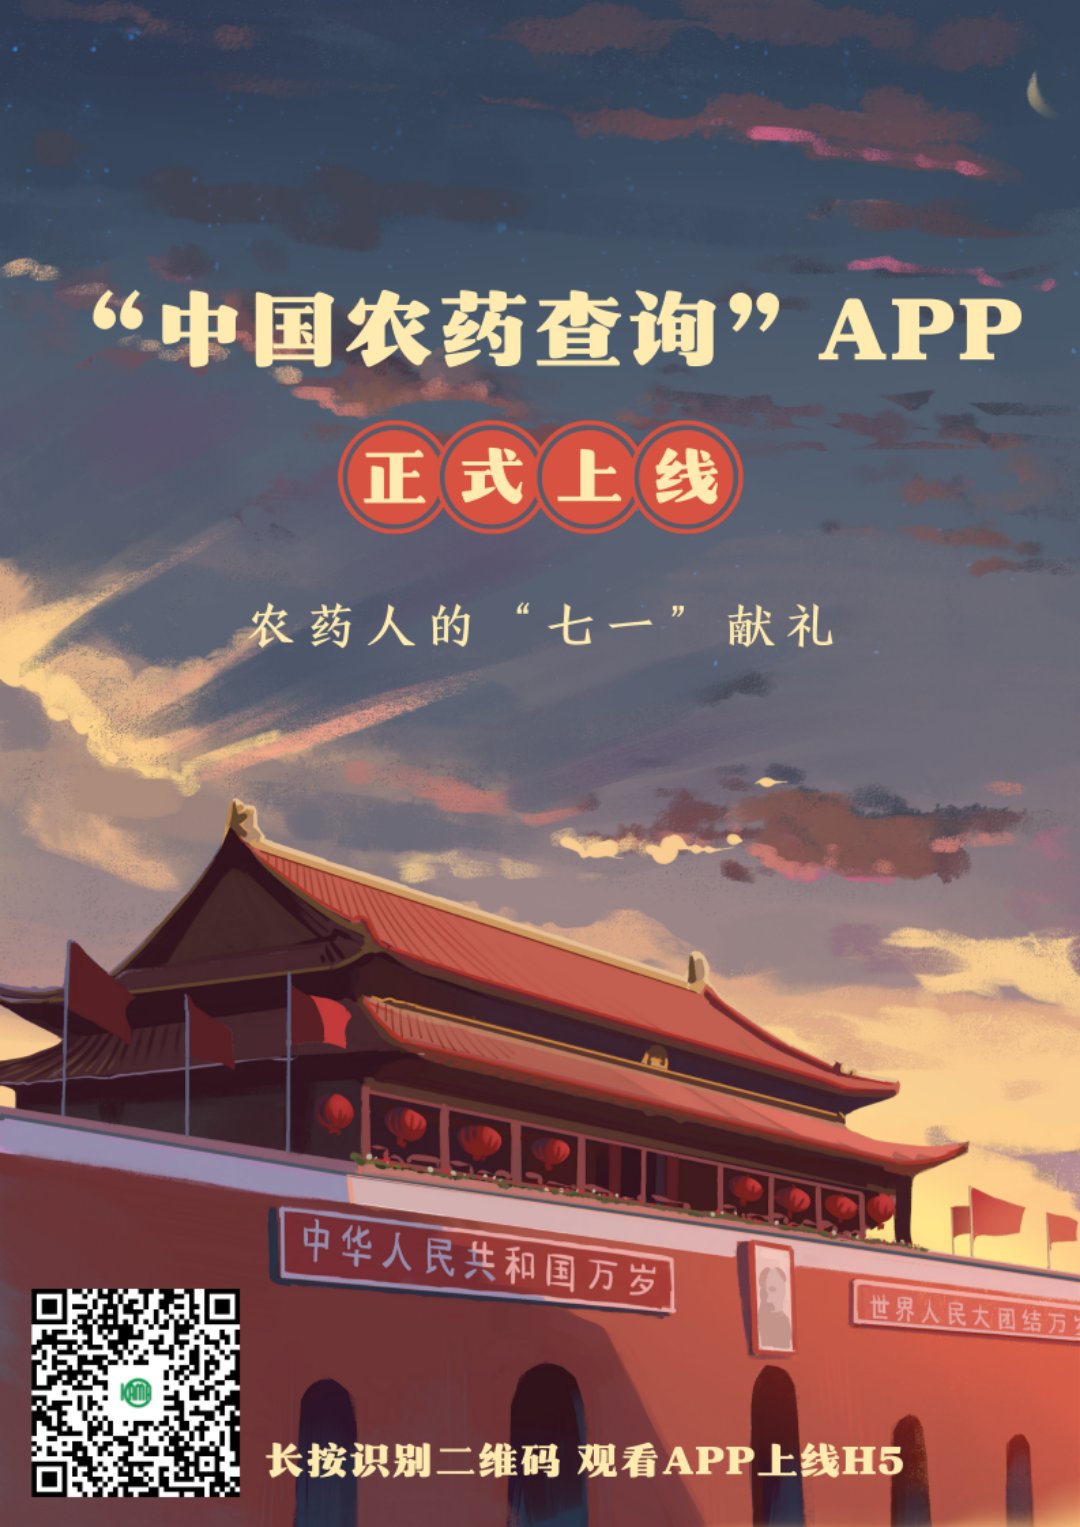 “中国农药查询”APP
正式上线
农药人的“七一”献礼
中华人民共和国万岁
世界人民大团结万岁
长按识别二维码 观看APP上线H5